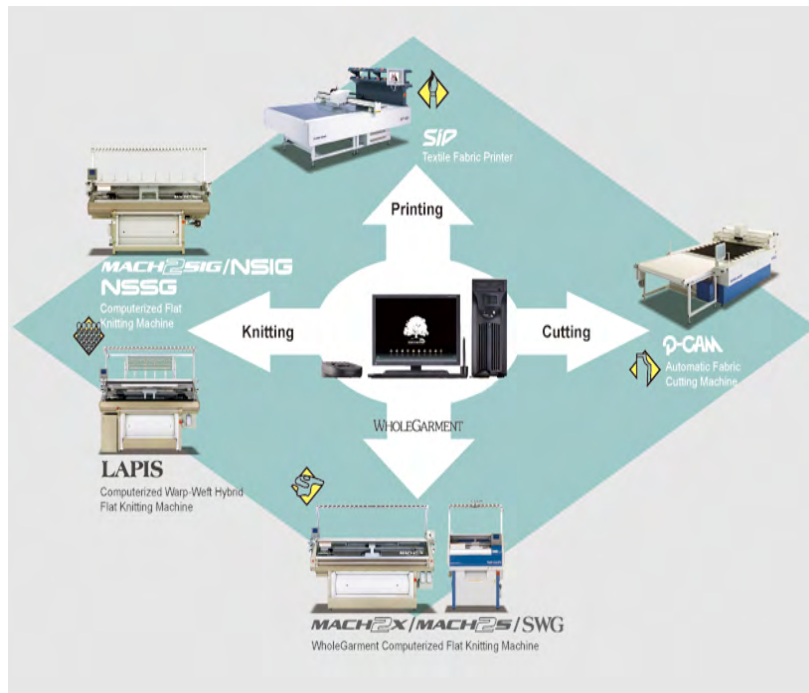 SIP
Textile Fabric Printer
Printing
MACH2SIG/NSIG
NSSG
Computerized Flat
Knitting Machine
Knitting
Cutting
P-CAM
Automatic Fabric
Cutting Machine
WHOLEGARMENT
LAPIS
Computerized Warp-Weft Hybrid
Flat Knitting Machine
MACH2X/MACH2S/SWG
WholeGarment Computerized Flat Knitting Machine